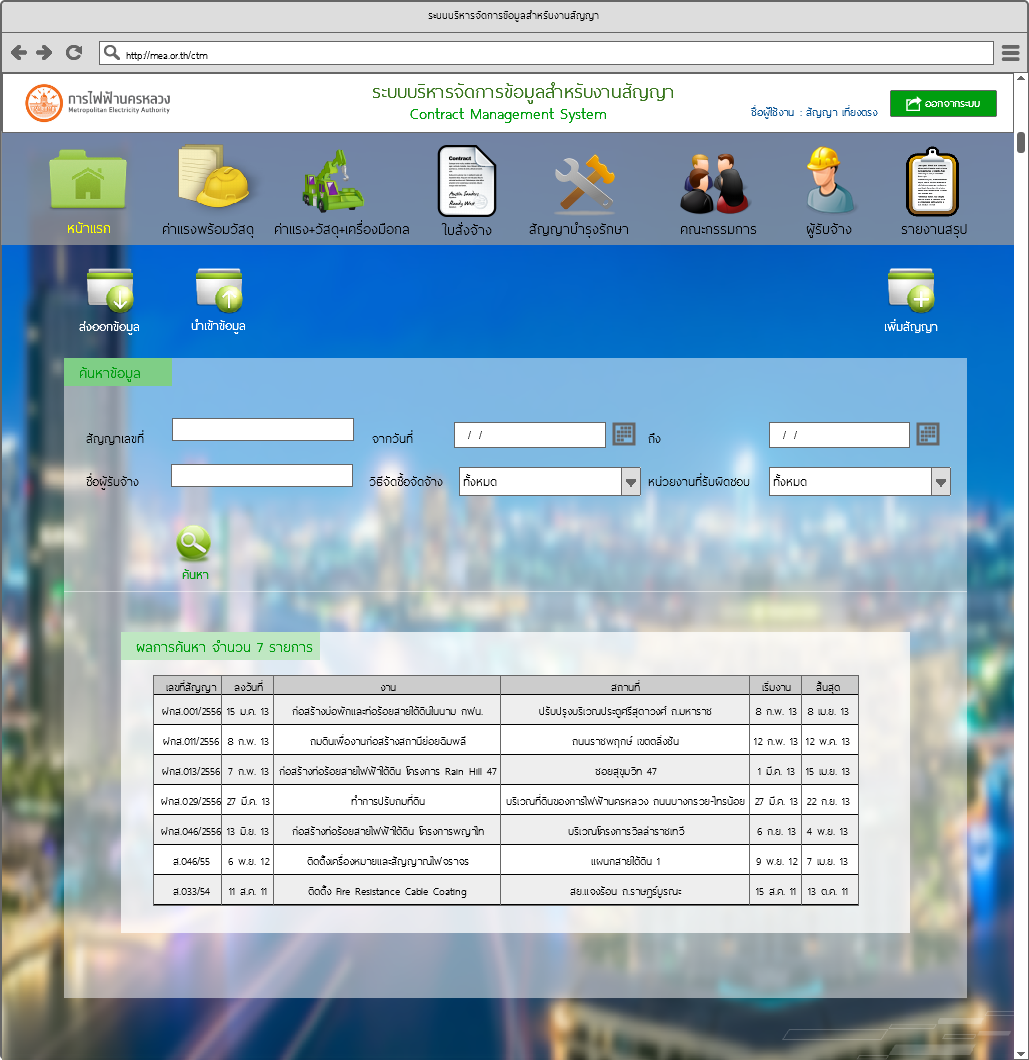 ระบบบริหารจัดการข้อมูลสำหรับงานสัญญา
http://mea.or.th/ctm
การไฟฟ้านครหลวง
Metropolitan Electricity Authority
ระบบบริหารจัดการข้อมูลสำหรับงานสัญญา
Contract Management System
ชื่อผู้ใช้งาน : สัญญา เที่ยงตรง
ออกจากระบบ
Contract
หน้าแรก ค่าแรงพร้อมวัสดุ ค่าแรง+วัสดุ+เครื่องมือกล ใบสั่งจ้าง สัญญาบำรุงรักษา คณะกรรมการ ผู้รับจ้าง รายงานสรุป
ส่งออกข้อมูล นำเข้าข้อมูล เพิ่มสัญญา
ค้นหาข้อมูล
สัญญาเลขที่ จากวันที่ / / ถึง / /
ชื่อผู้รับจ้าง วิธีจัดซื้อจัดจ้าง ทั้งหมด หน่วยงานที่รับผิดชอบ ทั้งหมด
ค้นหา
ผลการค้นหา จำนวน 7 รายการ
เลขที่สัญญา ลงวันที่ งาน สถานที่ เริ่มงาน สิ้นสุด
ฝกส.001/2556 15 ม.ค. 13 ก่อสร้างบ่อพักและท่อร้อยสายใต้ดินในนาม กฟน. ปรับปรุงบริเวณประตูศรีสุดาวงศ์ ถ.มหาราช 8 ก.พ. 13 8 เม.ย. 13
ฝกส.011/2556 8 ก.พ. 13 ถมดินเพื่องานก่อสร้างสถานีย่อยฉิมพลี ถนนราชพฤกษ์ เขตตลิ่งชัน 12 ก.พ. 13 12 พ.ค. 13
ฝกส.013/2556 7 ก.พ. 13 ก่อสร้างท่อร้อยสายไฟฟ้าใต้ดิน โครงการ Rain Hill 47 ซอยสุขุมวิท 47 1 มี.ค. 13 15 เม.ย. 13
ฝกส.029/2556 27 มี.ค. 13 ทำการปรับถมที่ดิน บริเวณที่ดินของการไฟฟ้านครหลวง ถนนบางกรวย-ไทรน้อย 27 มี.ค. 13 22 ก.ย. 13
ฝกส.046/2556 13 มิ.ย. 13 ก่อสร้างท่อร้อยสายไฟฟ้าใต้ดิน โครงการพญาไท บริเวณโครงการวิลล่าราชเทวี 6 ก.ย. 13 4 พ.ย. 13
ส.046/55 6 พ.ย. 12 ติดตั้งเครื่องหมายและสัญญาณไฟจราจร แผนกสายใต้ดิน 1 9 พ.ย. 12 7 เม.ย. 13
ส.033/54 11 ส.ค. 11 ติดตั้ง Fire Resistance Cable Coating สย.แจงร้อน ถ.ราษฎร์บูรณะ 15 ส.ค. 11 13 ต.ค. 11